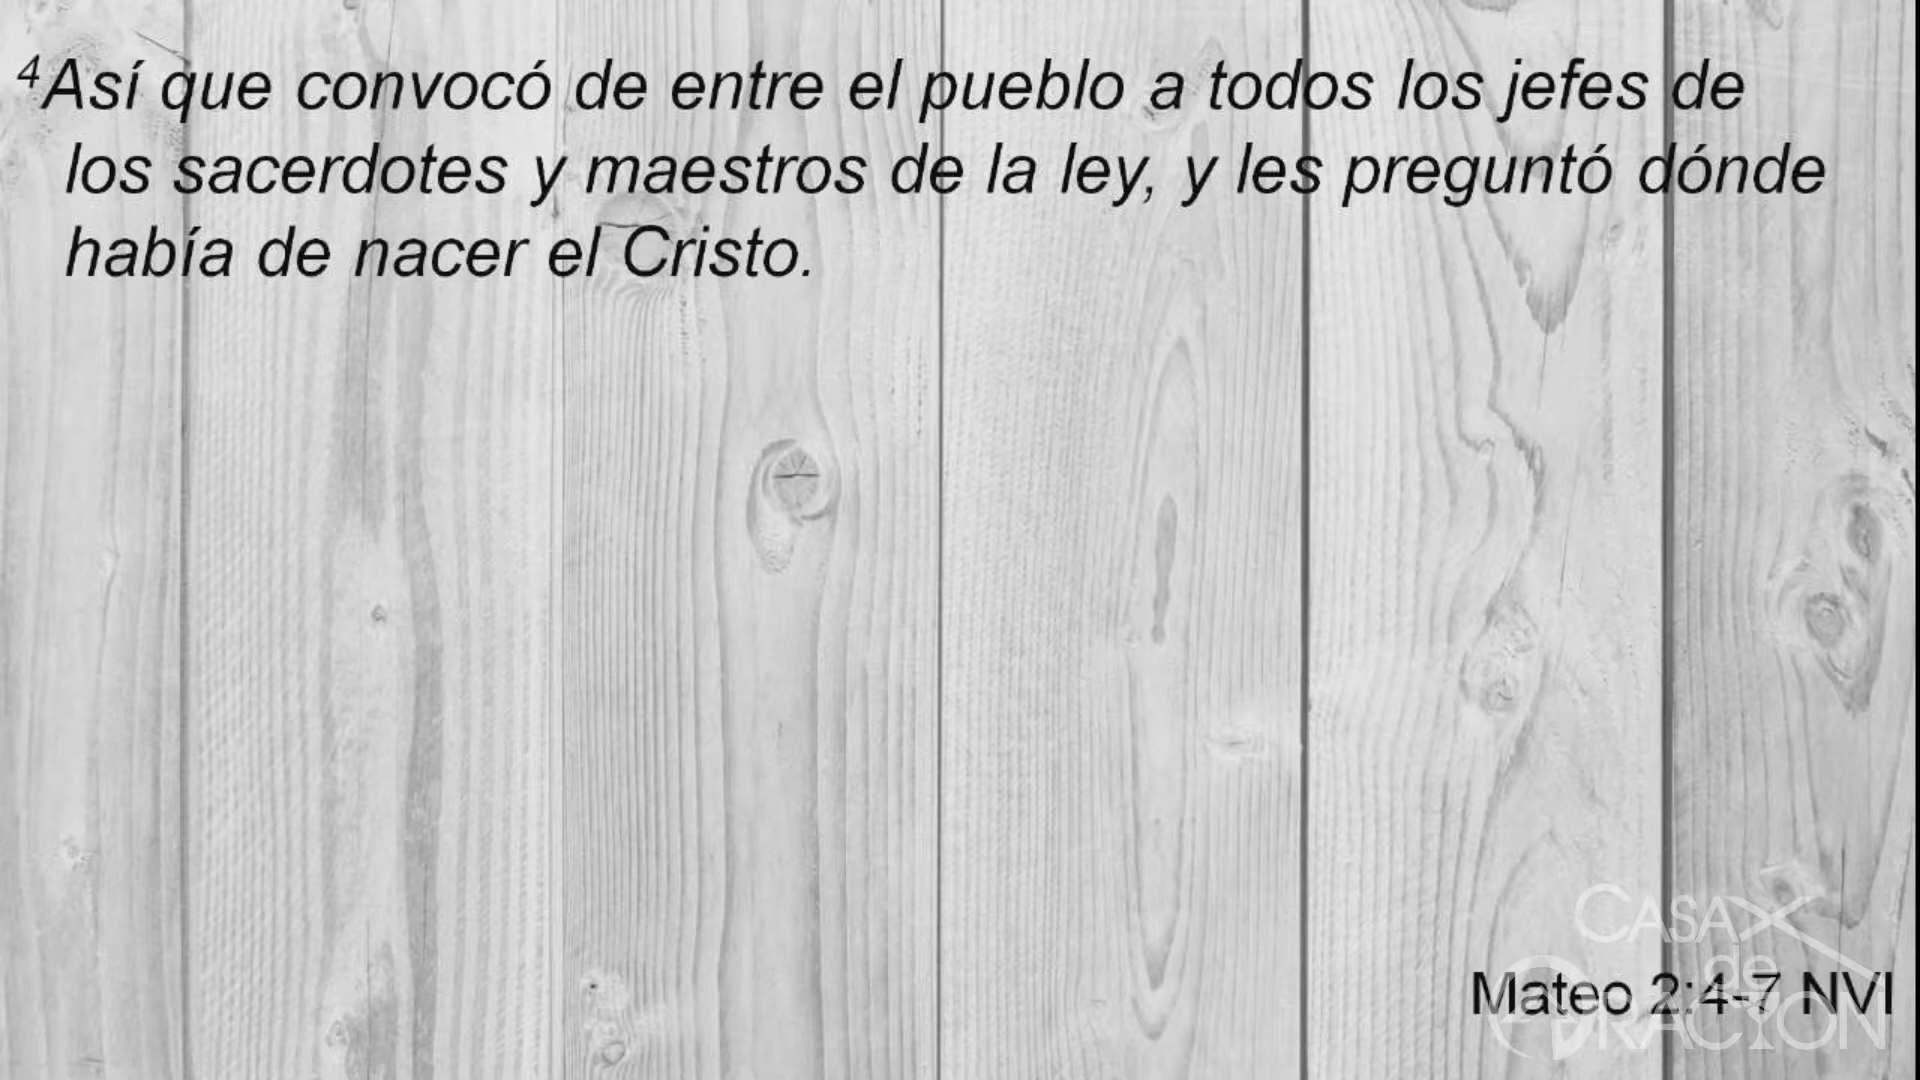 ⁴Así que convocó de entre el pueblo a todos los jefes de
los sacerdotes y maestros de la ley, y les preguntó dónde
había de nacer el Cristo.
CASA
de
ORACION
Mateo 2:4-7 NVI